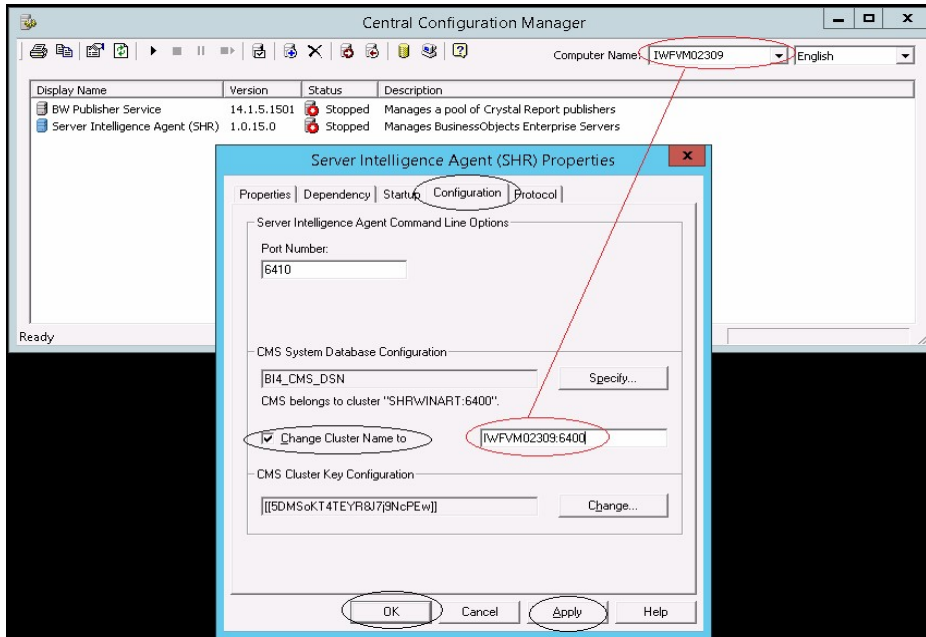 Central Configuration Manager
Computer Name: IWFVM02309 English
Display Name Version Status Description
BW Publisher Service 14.1.5.1501 Stopped Manages a pool of Crystal Report publishers
Server Intelligence Agent (SHR) 1.0.15.0 Stopped Manages BusinessObjects Enterprise Servers
Ready
Server Intelligence Agent (SHR) Properties
Properties Dependency Startup Configuration Protocol
Server Intelligence Agent Command Line Options
Port Number:
6410
CMS System Database Configuration
BI4_CMS_DSN Specify...
CMS belongs to cluster "SHRWINART:6400".
Change Cluster Name to IWFVM02309:6400
CMS Cluster Key Configuration
[[5DMSoKT4TEYR8J7j9NcPEw]] Change...
OK Cancel Apply Help